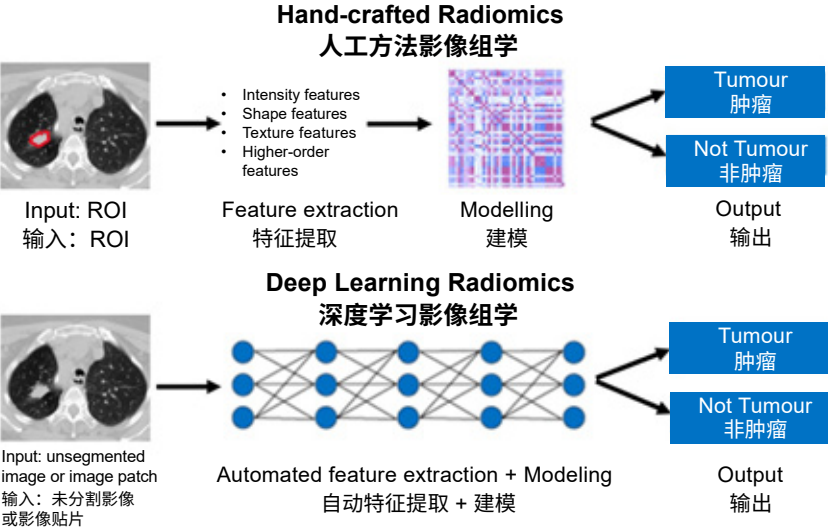 Hand-crafted Radiomics
人工方法影像组学
• Intensity features
• Shape features
• Texture features
• Higher-order
features
Tumour
肿瘤
Not Tumour
非肿瘤
Input: ROI
输入：ROI
Feature extraction
特征提取
Modelling
建模
Output
输出
Deep Learning Radiomics
深度学习影像组学
Tumour
肿瘤
Not Tumour
非肿瘤
Input: unsegmented
image or image patch
输入：未分割影像
或影像贴片
Automated feature extraction + Modeling
自动特征提取 + 建模
Output
输出